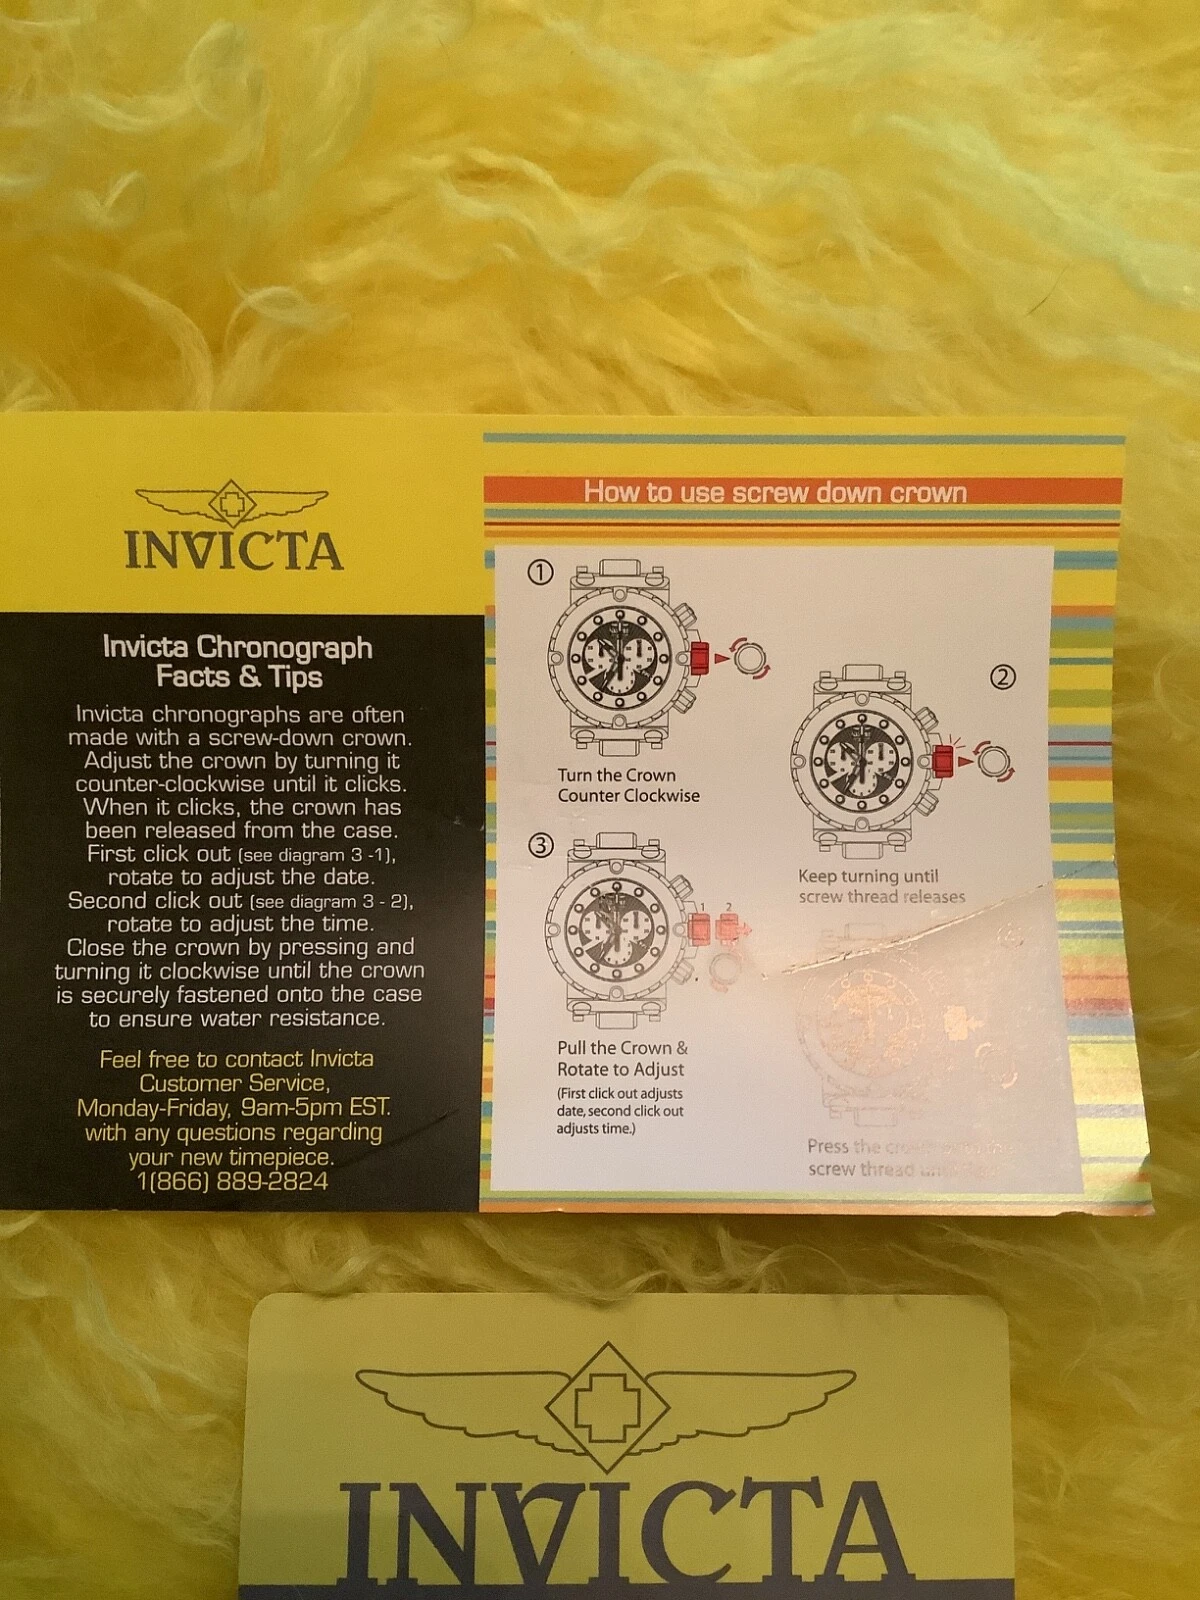 INVICTA
Invicta Chronograph
Facts & Tips
Invicta chronographs are often
made with a screw-down crown.
Adjust the crown by turning it
counter-clockwise until it clicks.
When it clicks, the crown has
been released from the case.
First click out (see diagram 3 -1),
rotate to adjust the date.
Second click out (see diagram 3 - 2),
rotate to adjust the time.
Close the crown by pressing and
turning it clockwise until the crown
is securely fastened onto the case
to ensure water resistance.
Feel free to contact Invicta
Customer Service,
Monday-Friday, 9am-5pm EST.
with any questions regarding
your new timepiece.
1(866) 889-2824
How to use screw down crown
1
Turn the Crown
Counter Clockwise
2
Keep turning until
screw thread releases
3
1 2
Pull the Crown &
Rotate to Adjust
(First click out adjusts
date, second click out
adjusts time.)
Press the
screw thread
INVICTA